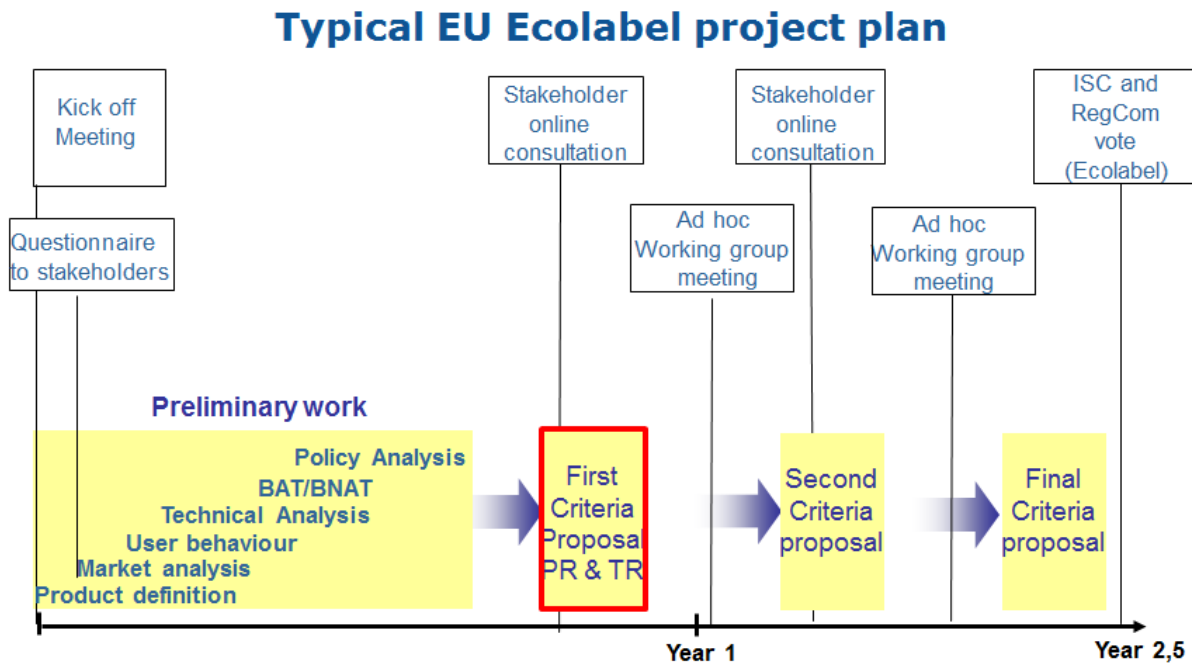 Typical EU Ecolabel project plan
Kick off
Meeting
Questionnaire
to stakeholders
Stakeholder
online
consultation
Ad hoc
Working group
meeting
Stakeholder
online
consultation
Ad hoc
Working group
meeting
ISC and
RegCom
vote
(Ecolabel)
Preliminary work
Policy Analysis
BAT/BNAT
Technical Analysis
User behaviour
Market analysis
Product definition
First
Criteria
Proposal
PR & TR
Second
Criteria
proposal
Final
Criteria
proposal
Year 1
Year 2,5